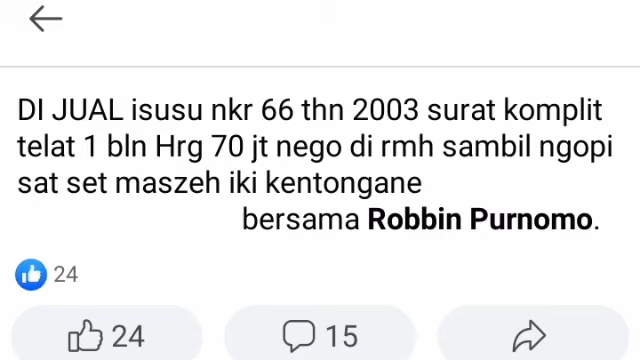 DI JUAL isusu nkr 66 thn 2003 surat komplit
telat 1 bln Hrg 70 jt nego di rmh sambil ngopi
sat set maszeh iki kentongane
bersama Robbin Purnomo.
24
24
15